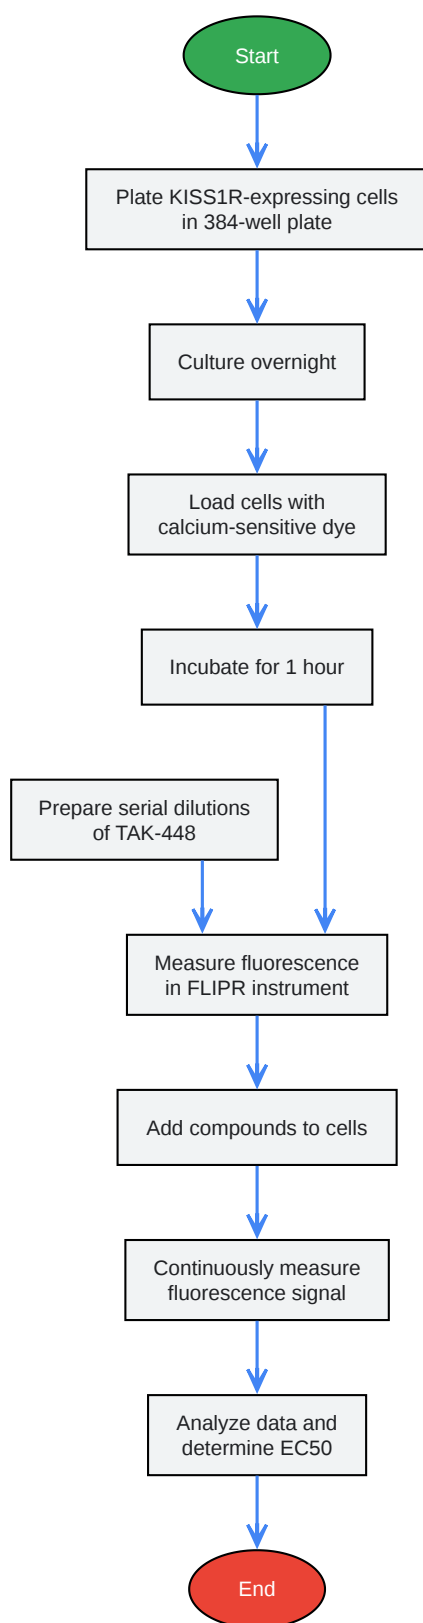 Start
Plate KISS1R-expressing cells
in 384-well plate
Culture overnight
Load cells with
calcium-sensitive dye
Incubate for 1 hour
Prepare serial dilutions
of TAK-448
Measure fluorescence
in FLIPR instrument
Add compounds to cells
Continuously measure
fluorescence signal
Analyze data and
determine EC50
End